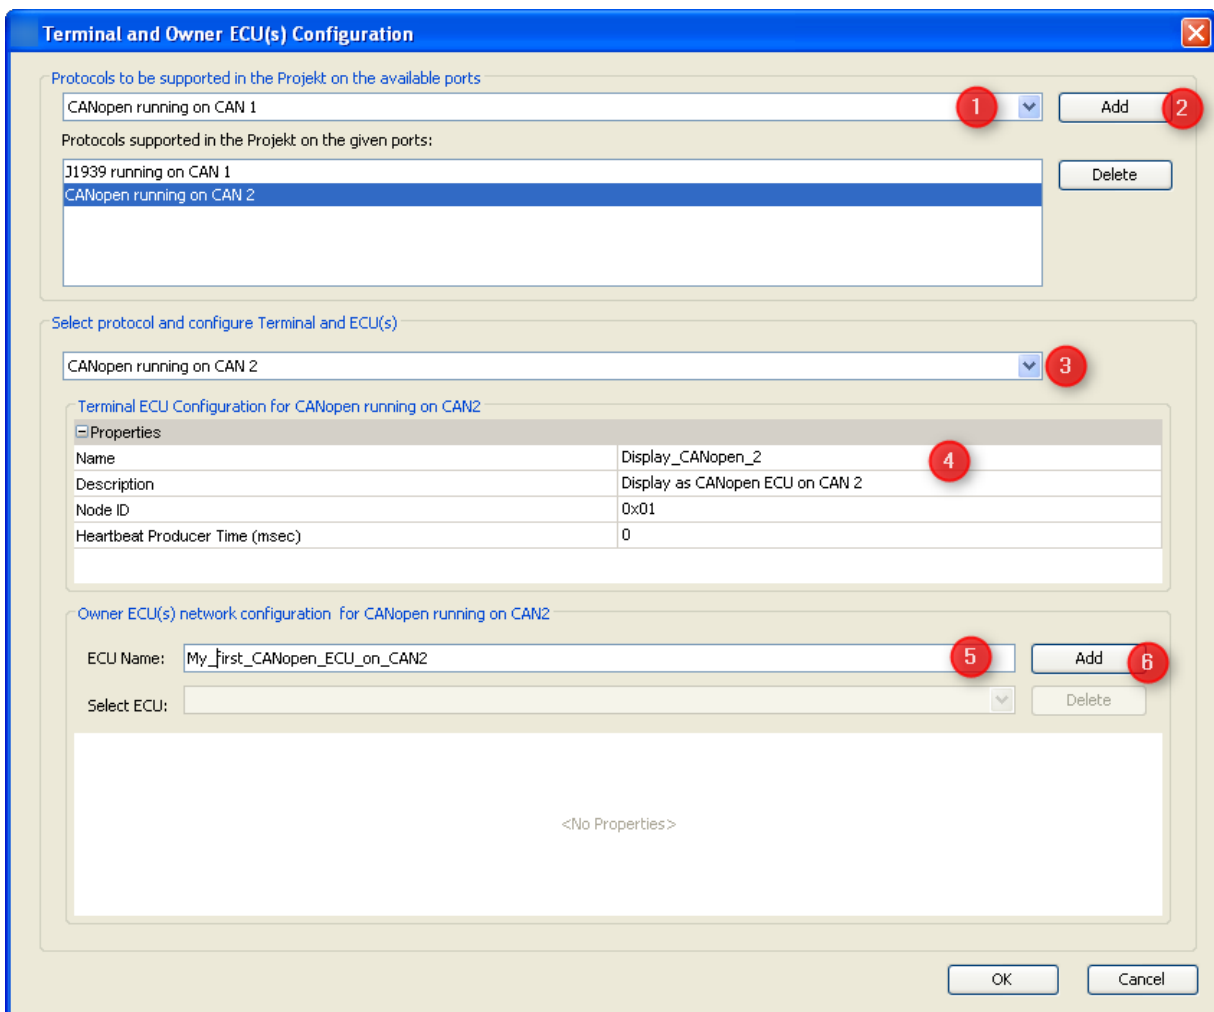 Terminal and Owner ECU(s) Configuration
Protocols to be supported in the Projekt on the available ports
CANopen running on CAN 1 1 Add 2
Protocols supported in the Projekt on the given ports:
J1939 running on CAN 1 Delete
CANopen running on CAN 2
Select protocol and configure Terminal and ECU(s)
CANopen running on CAN 2 3
Terminal ECU Configuration for CANopen running on CAN2
Properties
Name Display_CANopen_2 4
Description Display as CANopen ECU on CAN 2
Node ID 0x01
Heartbeat Producer Time (msec) 0
Owner ECU(s) network configuration for CANopen running on CAN2
ECU Name: My_first_CANopen_ECU_on_CAN2 5 Add 6
Select ECU: Delete
<No Properties>
OK Cancel